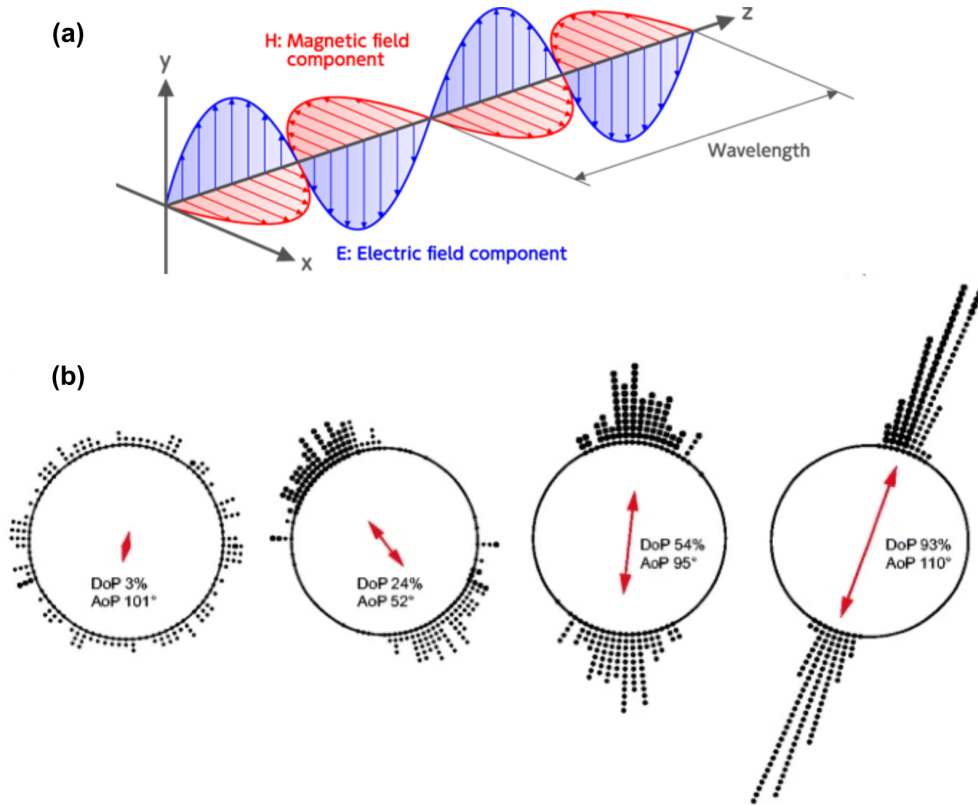 (a)
H: Magnetic field
component
y
z
Wavelength
x
E: Electric field component
(b)
DoP 3%
AoP 101°
DoP 24%
AoP 52°
DoP 54%
AoP 95°
DoP 93%
AoP 110°